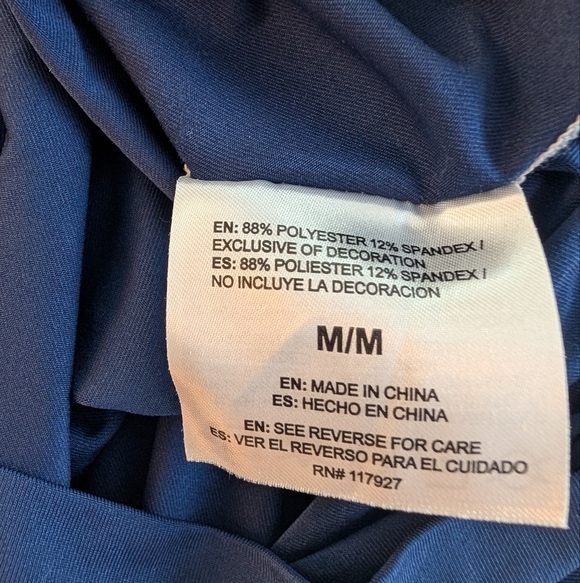 EN: 88% POLYESTER 12% SPANDEX /
EXCLUSIVE OF DECORATION
ES: 88% POLIESTER 12% SPANDEX /
NO INCLUYE LA DECORACION
M/M
EN: MADE IN CHINA
ES: HECHO EN CHINA
EN: SEE REVERSE FOR CARE
ES: VER EL REVERSO PARA EL CUIDADO
RN# 117927